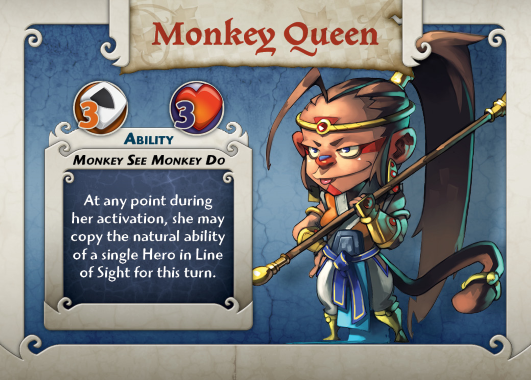 Monkey Queen
3 3
Ability
Monkey See Monkey Do
At any point during
her activation, she may
copy the natural ability
of a single Hero in Line
of Sight for this turn.